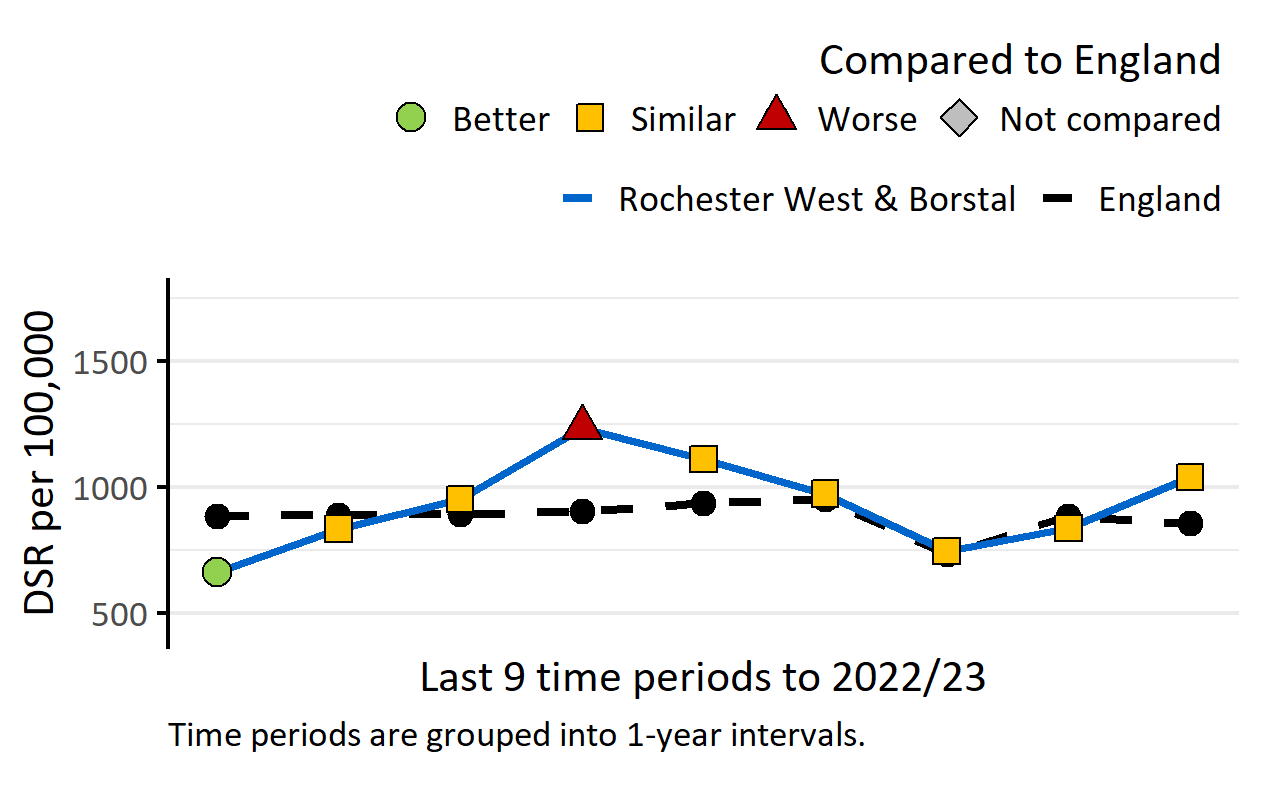 Compared to England
Better Similar Worse Not compared
Rochester West & Borstal England
DSR per 100,000
1500
1000
500
Last 9 time periods to 2022/23
Time periods are grouped into 1-year intervals.